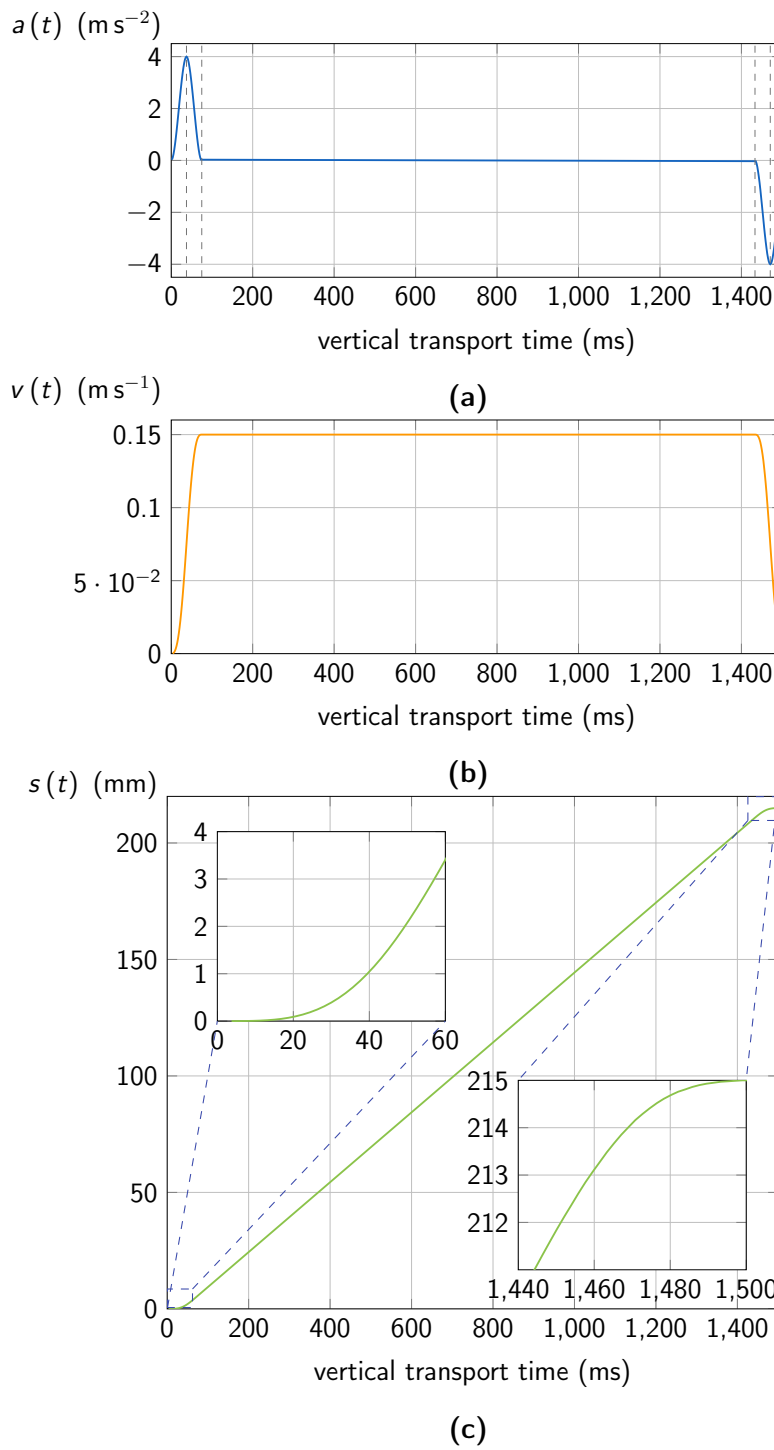 a (t) (m s⁻²)
4
2
0
−2
−4
0 200 400 600 800 1,000 1,200 1,400
vertical transport time (ms)
(a)
v (t) (m s⁻¹)
0.15
0.1
5 · 10⁻²
0
0 200 400 600 800 1,000 1,200 1,400
vertical transport time (ms)
(b)
s (t) (mm)
200
150
100
50
0
4
3
2
1
0
0 20 40 60
215
214
213
212
1,440 1,460 1,480 1,500
0 200 400 600 800 1,000 1,200 1,400
vertical transport time (ms)
(c)